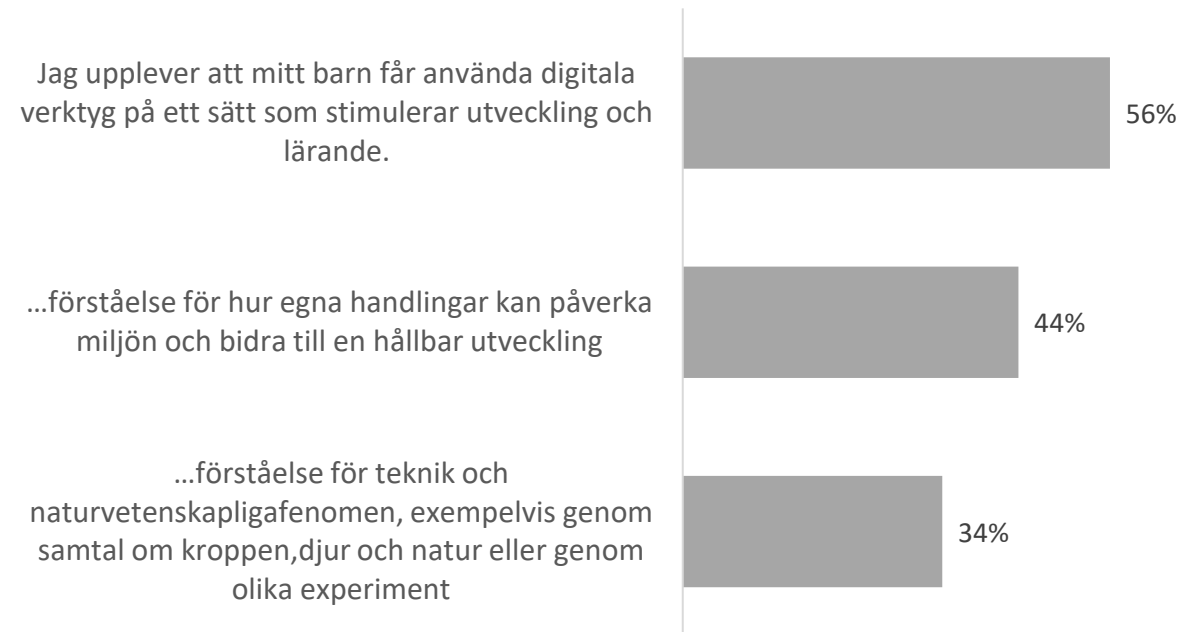 Jag upplever att mitt barn får använda digitala
verktyg på ett sätt som stimulerar utveckling och
lärande.
56%
...förståelse för hur egna handlingar kan påverka
miljön och bidra till en hållbar utveckling
44%
...förståelse för teknik och
naturvetenskapligafenomen, exempelvis genom
samtal om kroppen,djur och natur eller genom
olika experiment
34%